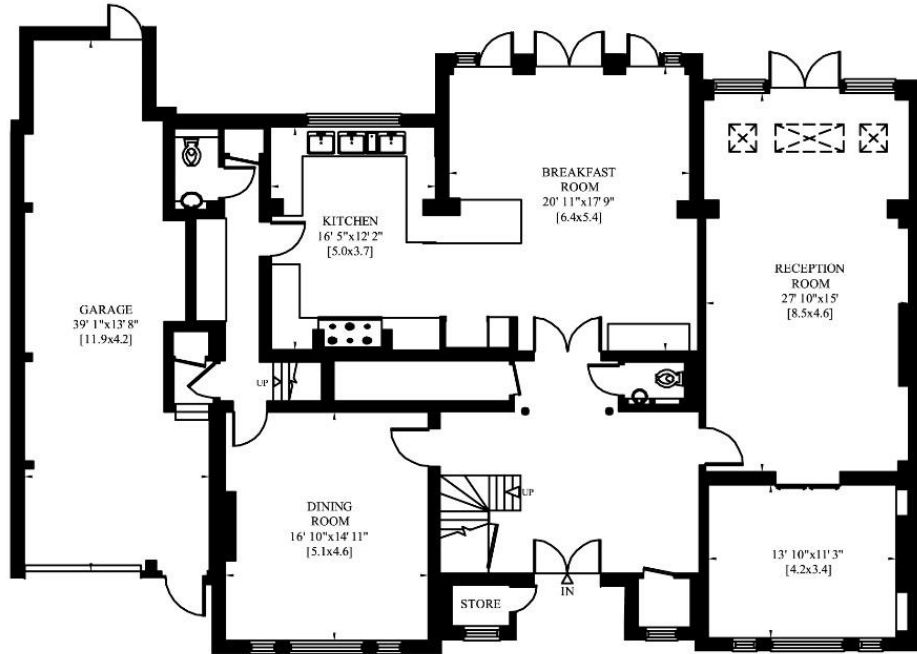 BREAKFAST
ROOM
20' 11"x17' 9"
[6.4x5.4]
KITCHEN
16' 5"x12' 2"
[5.0x3.7]
RECEPTION
ROOM
27' 10"x15'
[8.5x4.6]
GARAGE
39' 1"x13' 8"
[11.9x4.2]
UP
UP
DINING
ROOM
16' 10"x14' 11"
[5.1x4.6]
13' 10"x11' 3"
[4.2x3.4]
IN
STORE